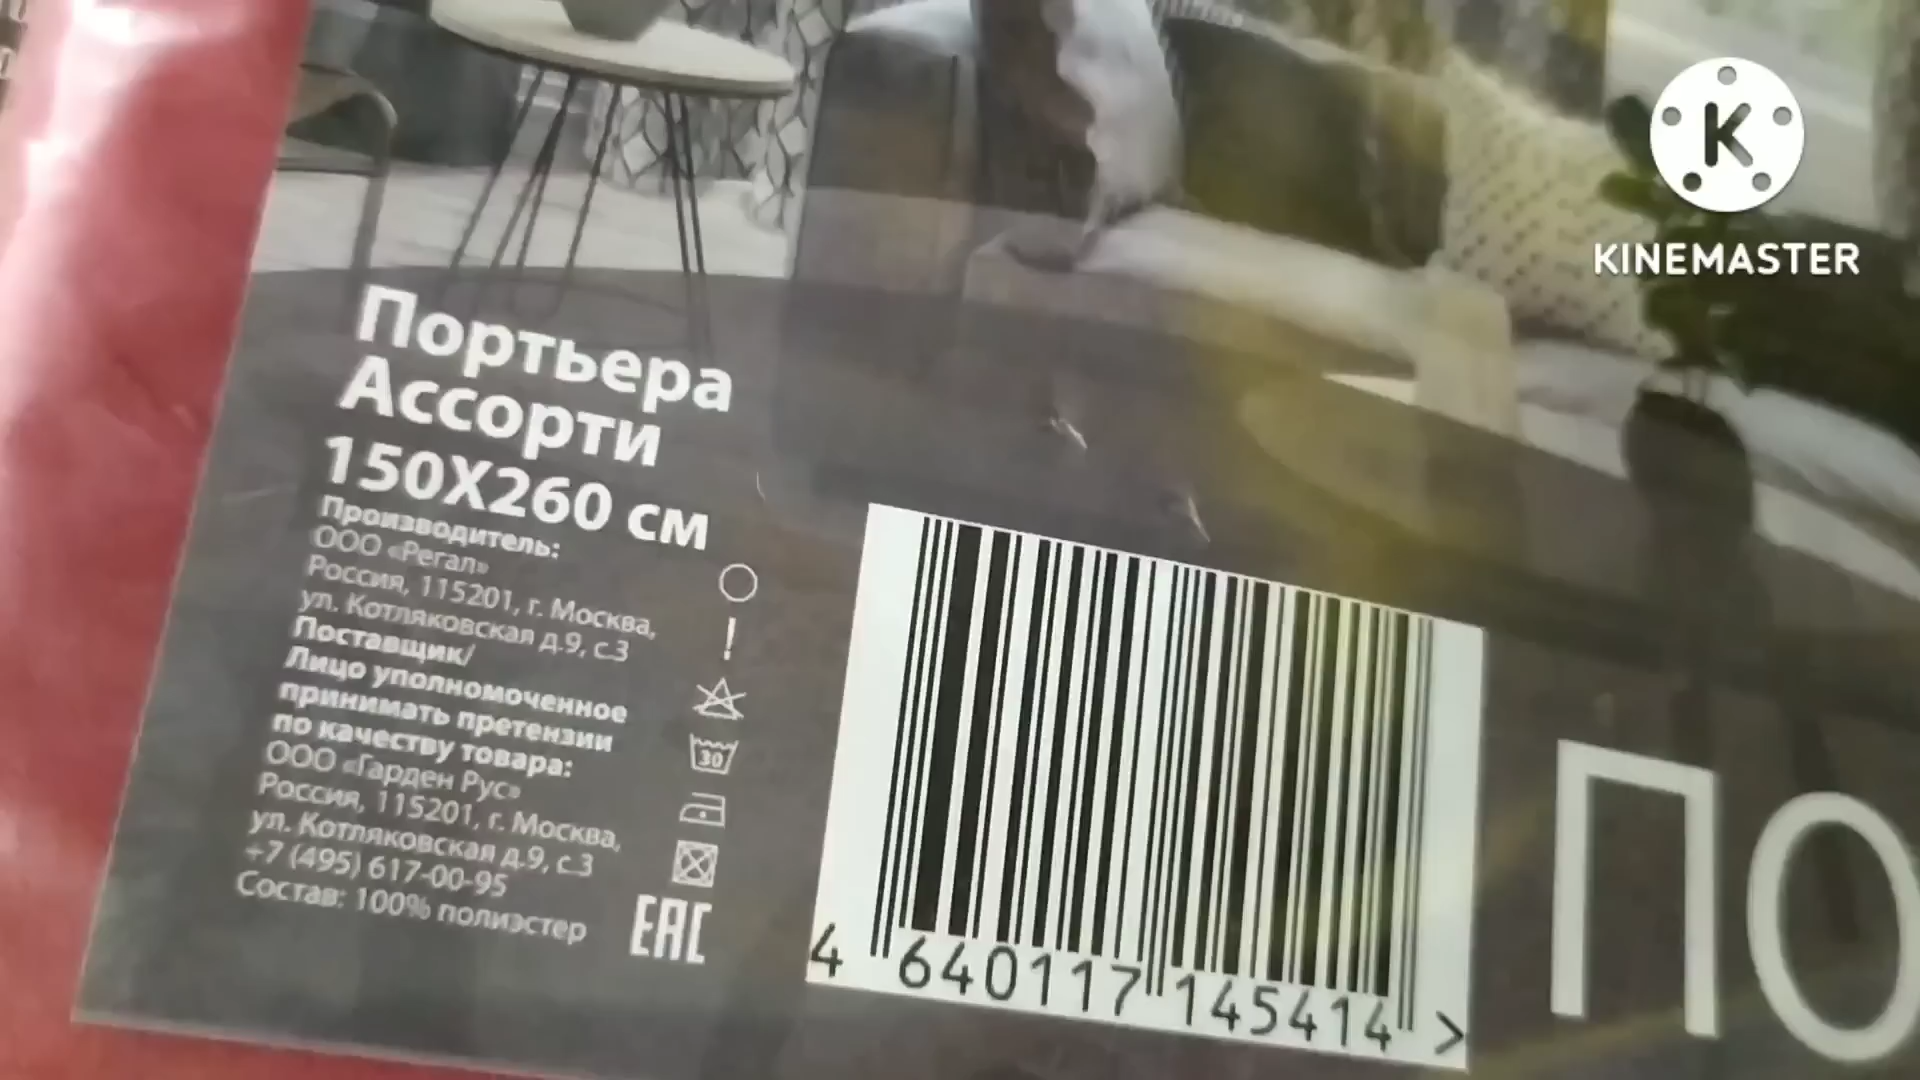 KINEMASTER
Портьера
Ассорти
150X260 см
Производитель:
ООО «Регал»
Россия, 115201, г. Москва,
ул. Котляковская д.9, с.3
Поставщик/
Лицо уполномоченное
принимать претензии
по качеству товара:
ООО «Гарден Рус»
Россия, 115201, г. Москва,
ул. Котляковская д.9, с.3
+7 (495) 617-00-95
Состав: 100% полиэстер
30
EAC
4 640117 145414 >
ПО